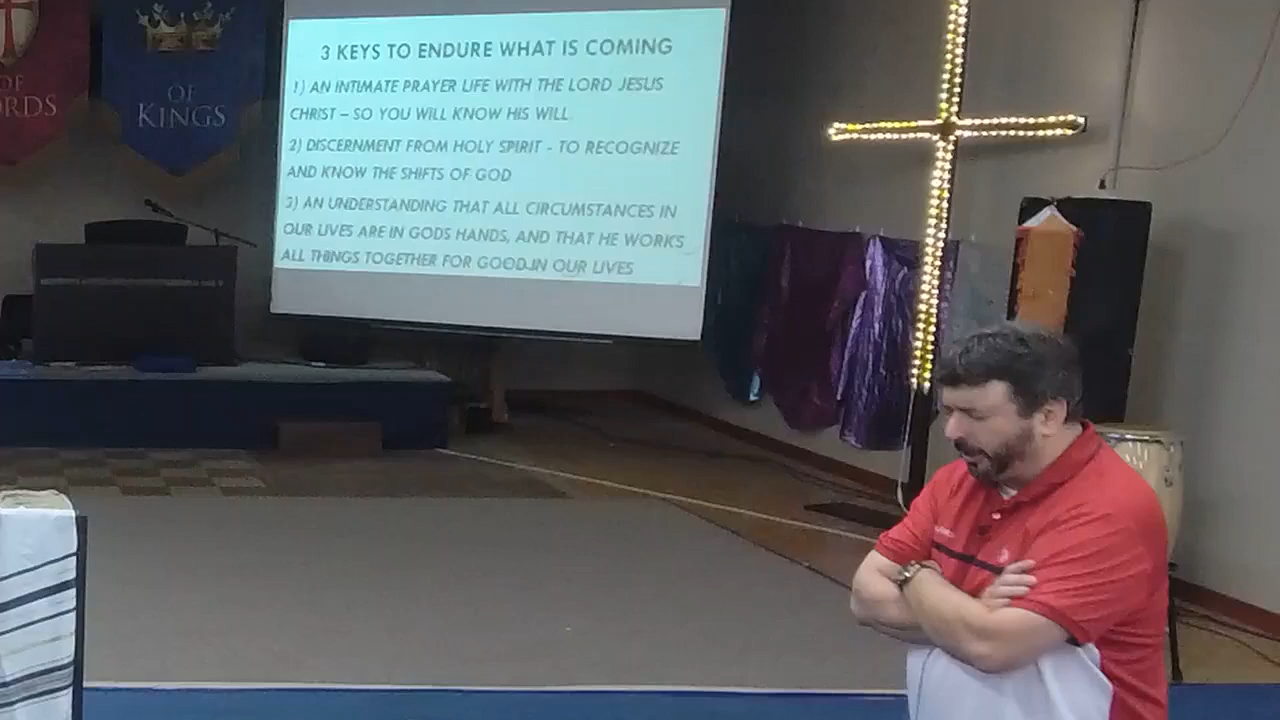 OF
ORDS
OF
KINGS
3 KEYS TO ENDURE WHAT IS COMING
1) AN INTIMATE PRAYER LIFE WITH THE LORD JESUS
CHRIST – SO YOU WILL KNOW HIS WILL
2) DISCERNMENT FROM HOLY SPIRIT - TO RECOGNIZE
AND KNOW THE SHIFTS OF GOD
3) AN UNDERSTANDING THAT ALL CIRCUMSTANCES IN
OUR LIVES ARE IN GODS HANDS, AND THAT HE WORKS
ALL THINGS TOGETHER FOR GOOD IN OUR LIVES